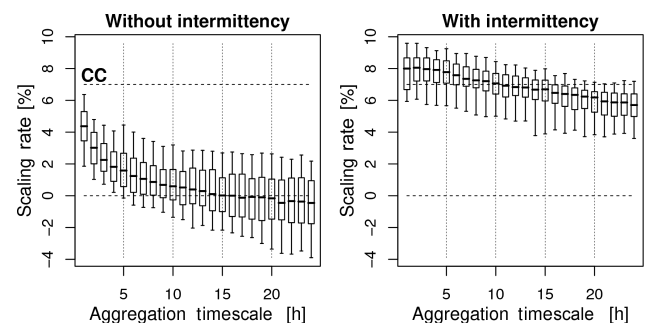 Without intermittency
10
8
6
4
2
0
−2
−4
Scaling rate [%]
CC
5 10 15 20
Aggregation timescale [h]
With intermittency
10
8
6
4
2
0
−2
−4
Scaling rate [%]
5 10 15 20
Aggregation timescale [h]